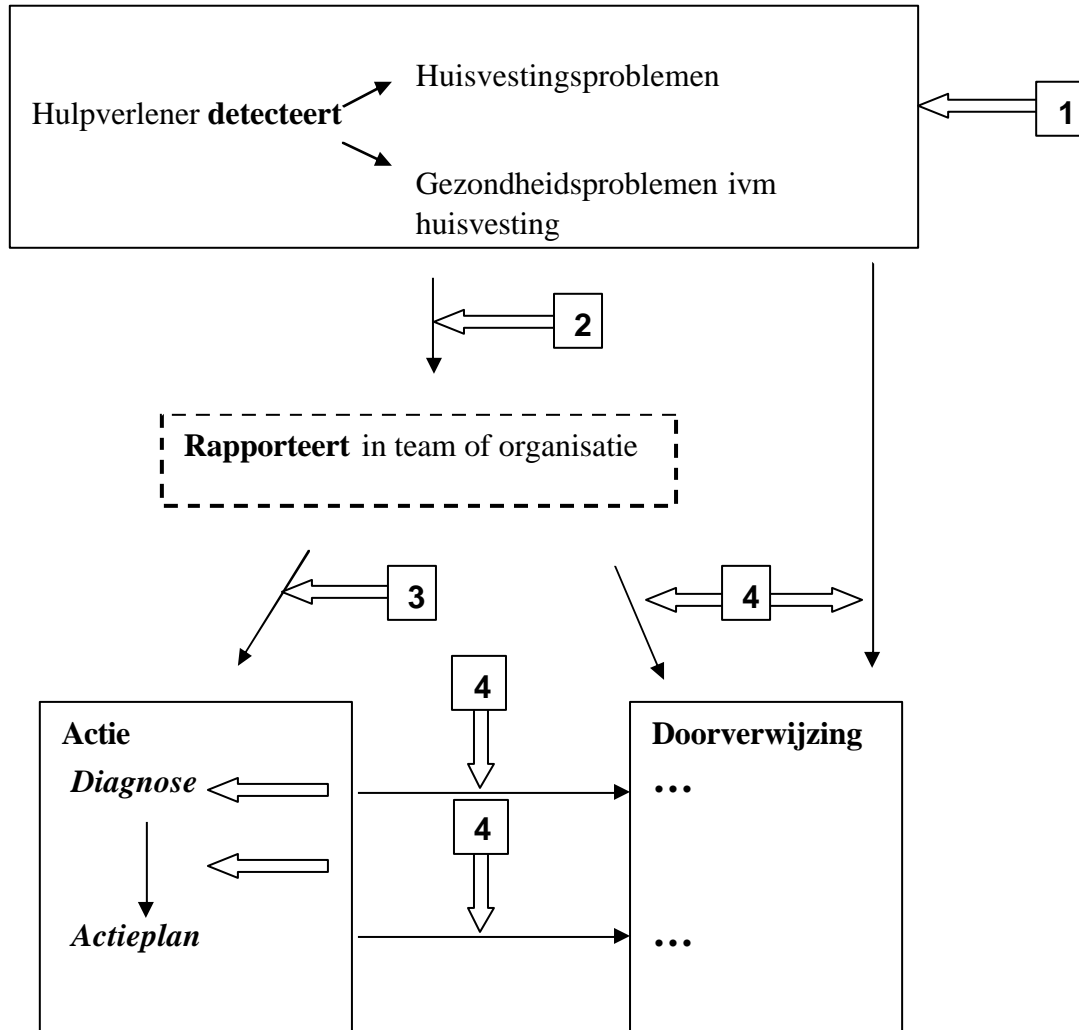 Huisvestingsproblemen
Hulpverlener detecteert
1
Gezondheidsproblemen ivm
huisvesting
2
Rapporteert in team of organisatie
3
4
4
Actie
Doorverwijzing
Diagnose
...
4
Actieplan
...